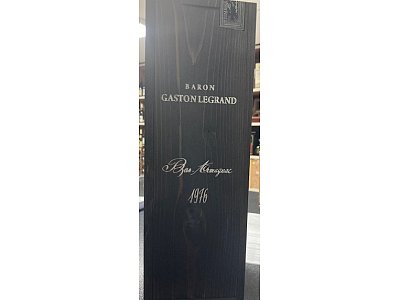 BARON
GASTON LEGRAND
Bas Armagnac
1976